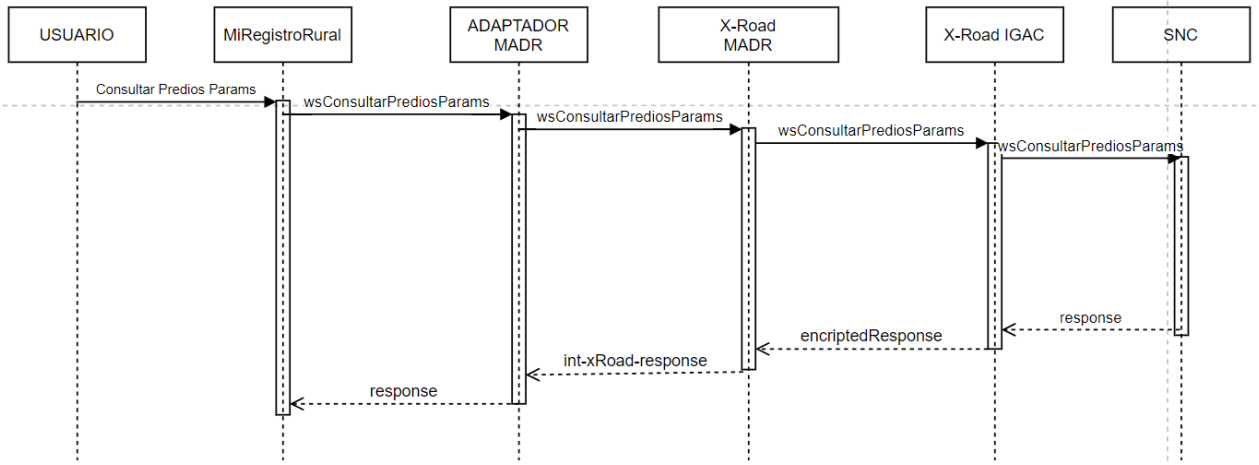 USUARIO
MiRegistroRural
ADAPTADOR
MADR
X-Road
MADR
X-Road IGAC
SNC
Consultar Predios Params
wsConsultarPrediosParams
wsConsultarPrediosParams
wsConsultarPrediosParams
wsConsultarPrediosParams
response
encriptedResponse
int-xRoad-response
response